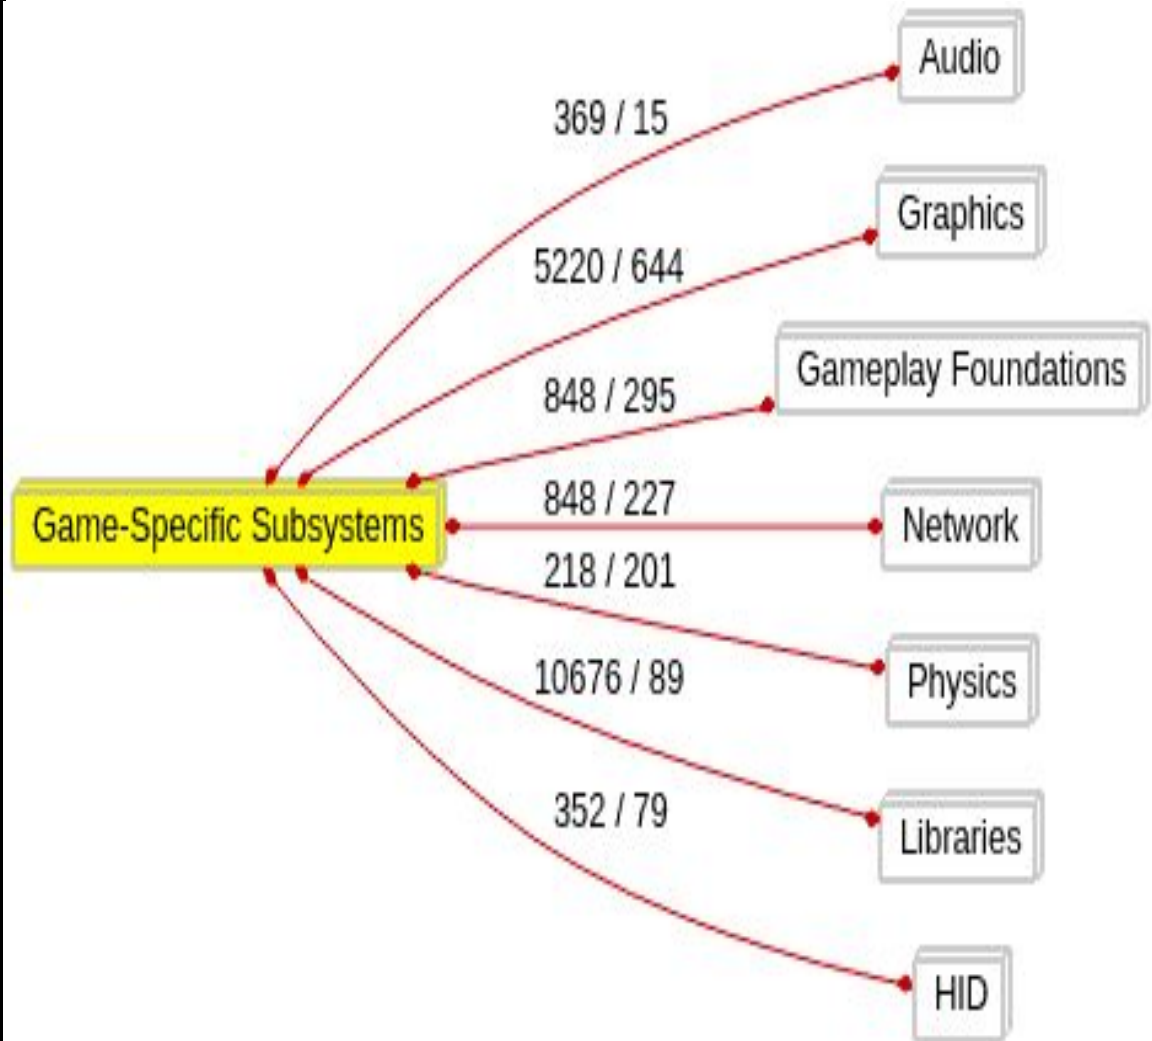 Audio
369 / 15
Graphics
5220 / 644
Gameplay Foundations
848 / 295
Game-Specific Subsystems
848 / 227
Network
218 / 201
Physics
10676 / 89
Libraries
352 / 79
HID